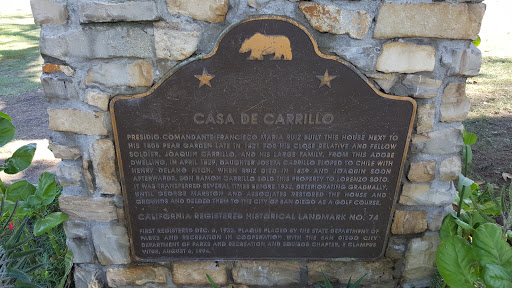 CASA DE CARRILLO
PRESIDIO COMANDANTE FRANCISCO MARIA RUIZ BUILT THIS HOUSE NEXT TO
HIS 1808 PEAR GARDEN LATE IN 1821 FOR HIS CLOSE RELATIVE AND FELLOW
SOLDIER, JOAQUIN CARRILLO, AND HIS LARGE FAMILY. FROM THIS ADOBE
DWELLING, IN APRIL 1829, DAUGHTER JOSEFA CARRILLO ELOPED TO CHILE WITH
HENRY DELANO FITCH. WHEN RUIZ DIED IN 1839 AND JOAQUIN SOON
AFTERWARDS, SON RAMON CARRILLO SOLD THIS PROPERTY TO LORENZO SOTO.
IT WAS TRANSFERRED SEVERAL TIMES BEFORE 1932, DETERIORATING GRADUALLY,
UNTIL GEORGE MARSTON AND ASSOCIATES RESTORED THE HOUSE AND
GROUNDS AND DEEDED THEM TO THE CITY OF SAN DIEGO AS A GOLF COURSE.
CALIFORNIA REGISTERED HISTORICAL LANDMARK NO. 74
FIRST REGISTERED DEC. 6, 1932. PLAQUE PLACED BY THE STATE DEPARTMENT OF
PARKS AND RECREATION IN COOPERATION WITH THE SAN DIEGO CITY
DEPARTMENT OF PARKS AND RECREATION AND SQUIBOB CHAPTER, E CLAMPUS
VITUS, AUGUST 6, 1994.